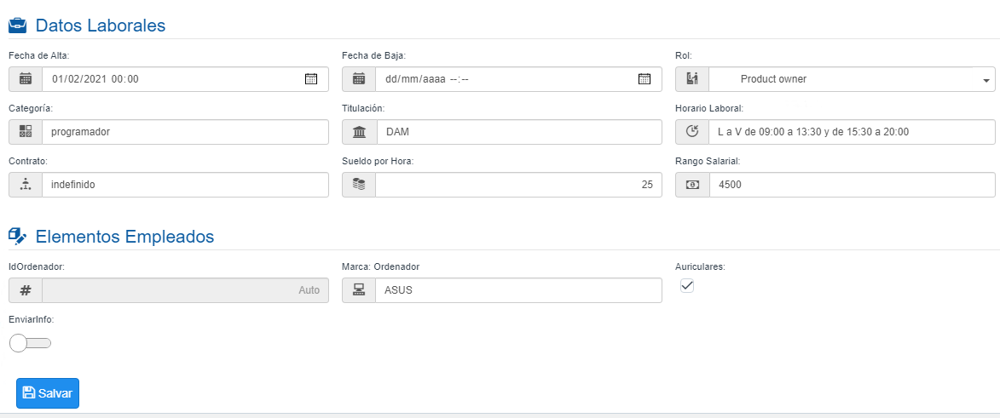 Datos Laborales
Fecha de Alta: Fecha de Baja: Rol:
01/02/2021 00:00 dd/mm/aaaa --:-- Product owner
Categoría: Titulación: Horario Laboral:
programador DAM L a V de 09:00 a 13:30 y de 15:30 a 20:00
Contrato: Sueldo por Hora: Rango Salarial:
indefinido 25 4500
Elementos Empleados
IdOrdenador: Marca: Ordenador Auriculares:
# Auto ASUS
EnviarInfo:
Salvar